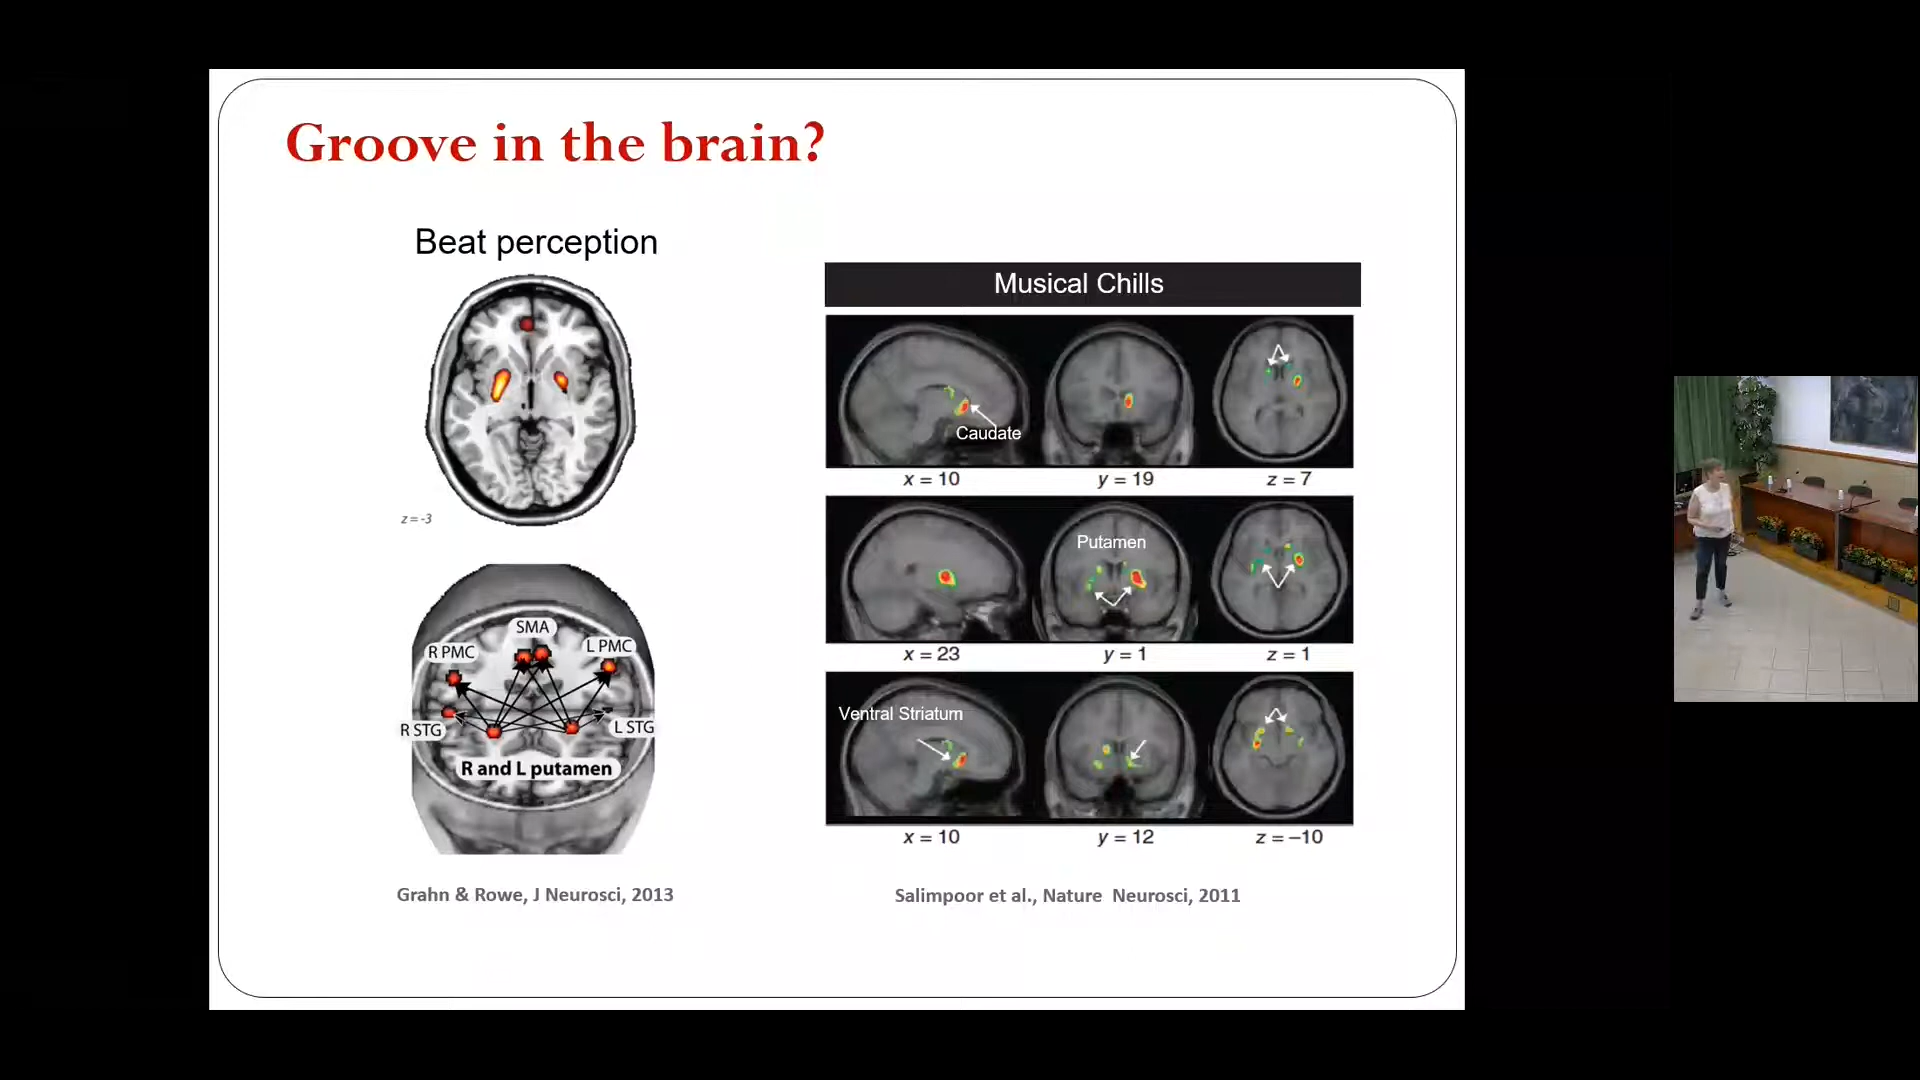 Groove in the brain?
Beat perception
z = -3
SMA
R PMC
L PMC
R STG
L STG
R and L putamen
Grahn & Rowe, J Neurosci, 2013
Musical Chills
Caudate
x = 10
y = 19
z = 7
Putamen
x = 23
y = 1
z = 1
Ventral Striatum
x = 10
y = 12
z = –10
Salimpoor et al., Nature  Neurosci, 2011